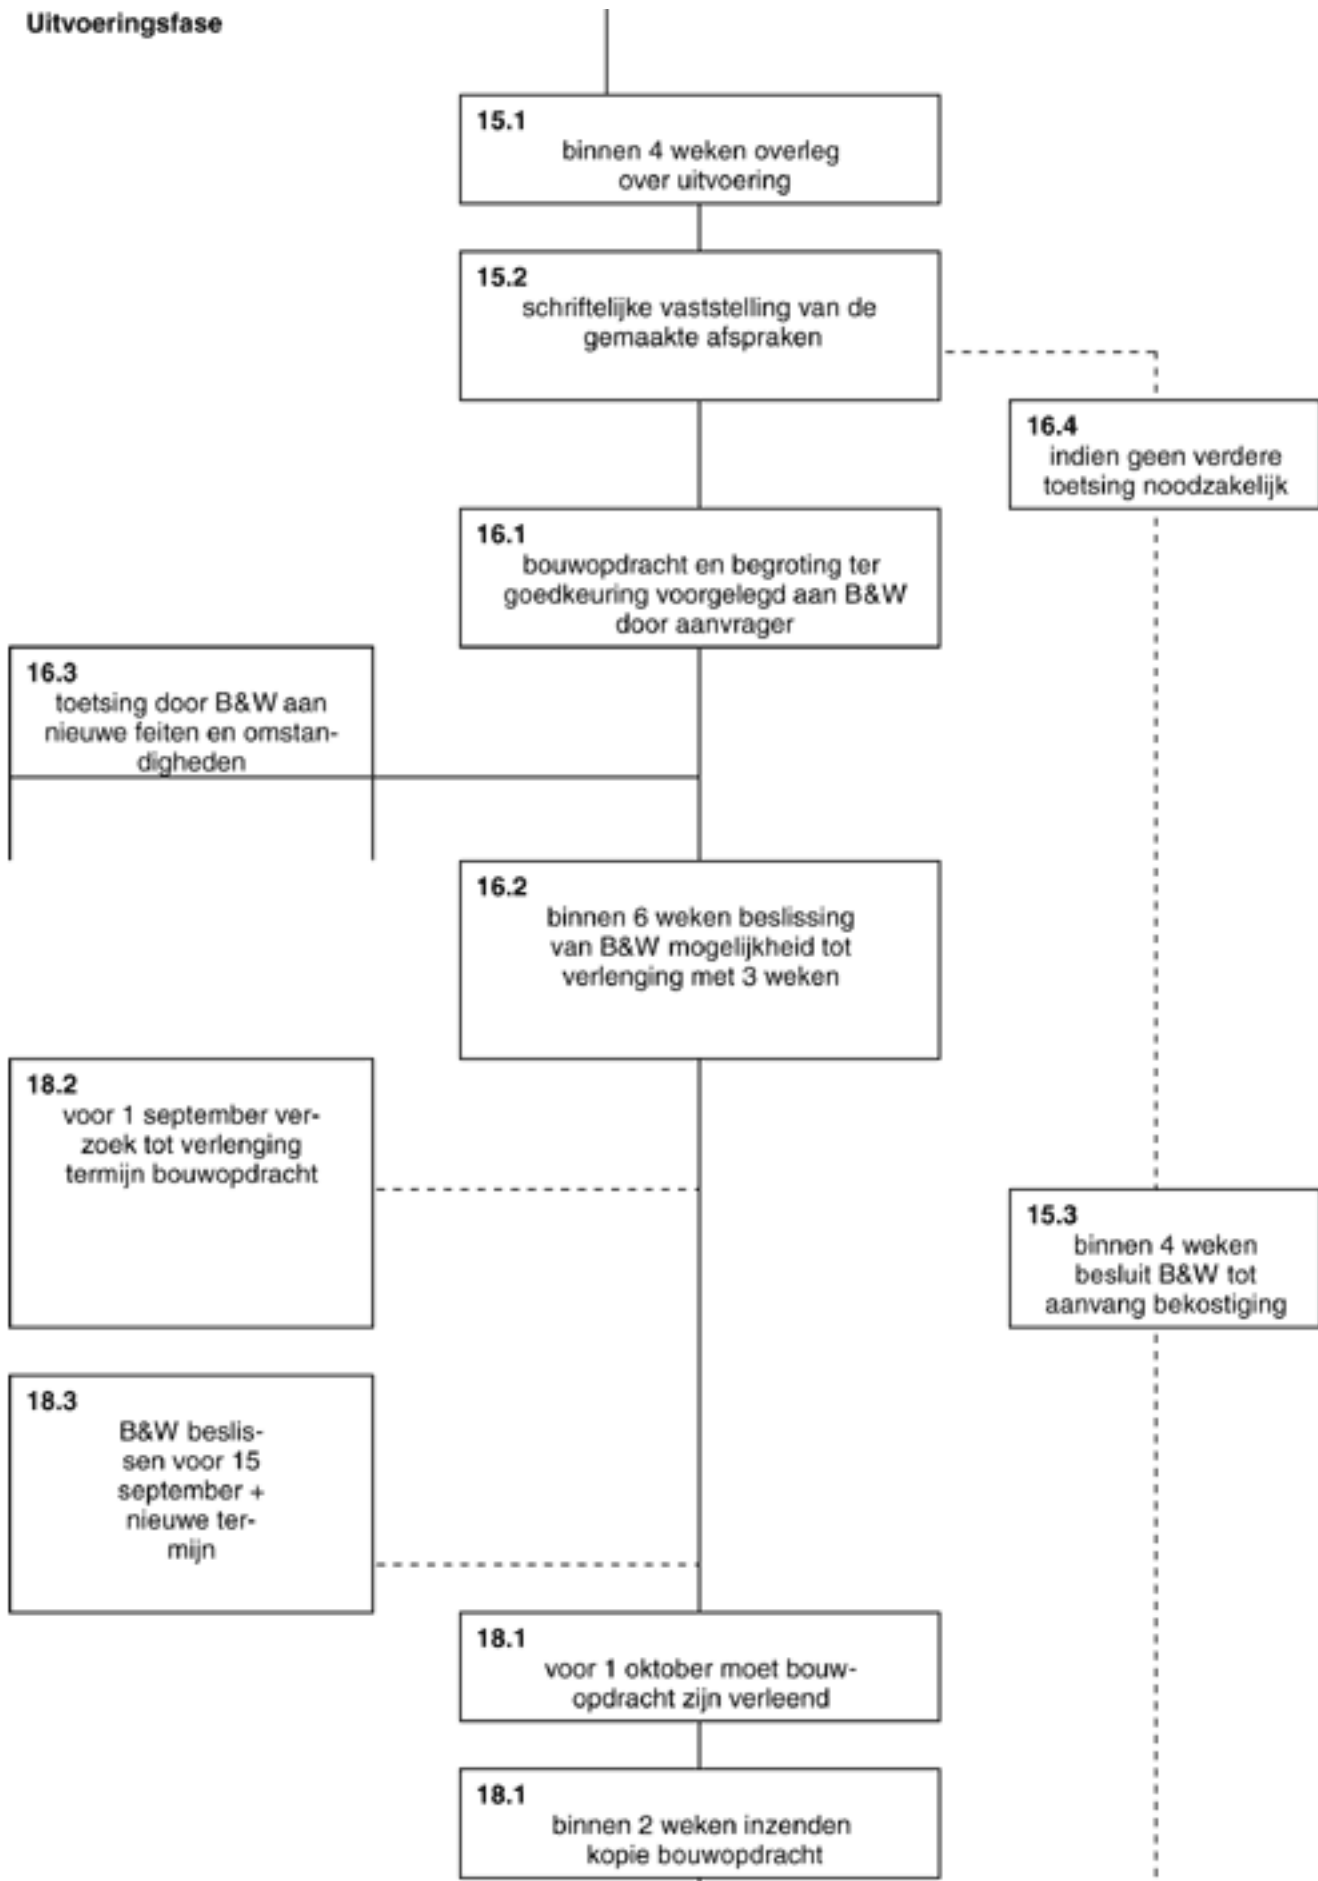 Uitvoeringsfase
15.1
binnen 4 weken overleg
over uitvoering
15.2
schriftelijke vaststelling van de
gemaakte afspraken
16.4
indien geen verdere
toetsing noodzakelijk
16.1
bouwopdracht en begroting ter
goedkeuring voorgelegd aan B&W
door aanvrager
16.3
toetsing door B&W aan
nieuwe feiten en omstan-
digheden
16.2
binnen 6 weken beslissing
van B&W mogelijkheid tot
verlenging met 3 weken
18.2
voor 1 september ver-
zoek tot verlenging
termijn bouwopdracht
15.3
binnen 4 weken
besluit B&W tot
aanvang bekostiging
18.3
B&W beslis-
sen voor 15
september +
nieuwe ter-
mijn
18.1
voor 1 oktober moet bouw-
opdracht zijn verleend
18.1
binnen 2 weken inzenden
kopie bouwopdracht